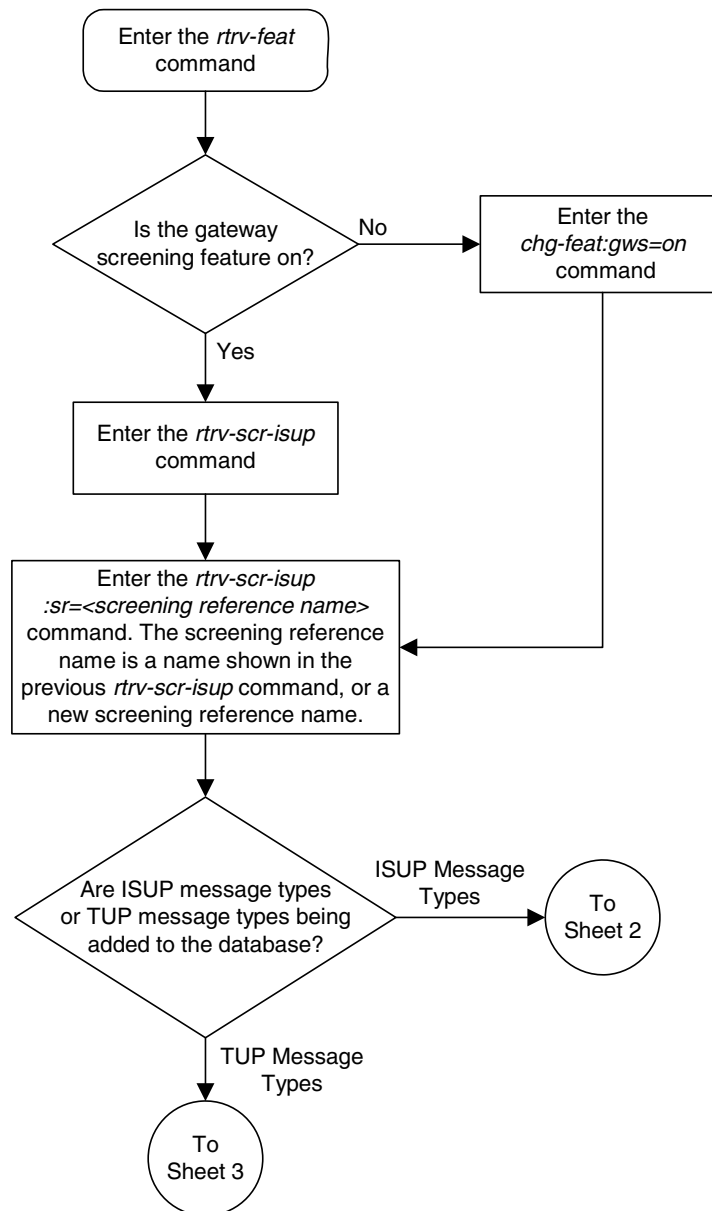 Enter the rtrv-feat
command
Is the gateway
screening feature on?
No
Enter the
chg-feat:gws=on
command
Yes
Enter the rtrv-scr-isup
command
Enter the rtrv-scr-isup
:sr=<screening reference name>
command. The screening reference
name is a name shown in the
previous rtrv-scr-isup command, or a
new screening reference name.
Are ISUP message types
or TUP message types being
added to the database?
ISUP Message
Types
To
Sheet 2
TUP Message
Types
To
Sheet 3